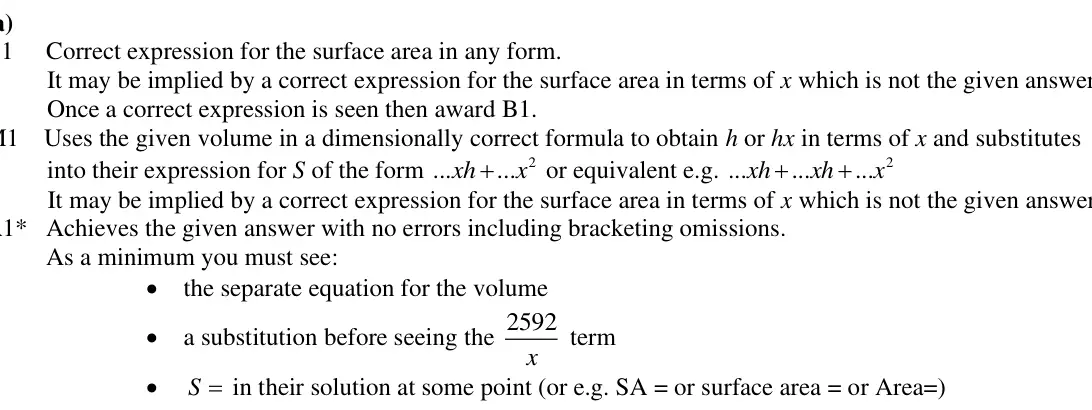 a)
1 Correct expression for the surface area in any form.
It may be implied by a correct expression for the surface area in terms of x which is not the given answer
Once a correct expression is seen then award B1.
M1 Uses the given volume in a dimensionally correct formula to obtain h or hx in terms of x and substitutes
into their expression for S of the form ...xh + ...x² or equivalent e.g. ...xh + ...xh + ...x²
It may be implied by a correct expression for the surface area in terms of x which is not the given answer
A1* Achieves the given answer with no errors including bracketing omissions.
As a minimum you must see:
• the separate equation for the volume
• a substitution before seeing the 2592/x term
• S = in their solution at some point (or e.g. SA = or surface area = or Area=)